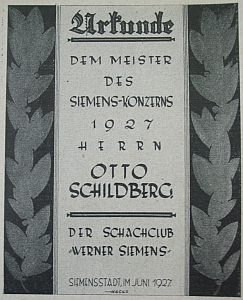 Urkunde
DEM MEISTER
DES
SIEMENS-KONZERNS
1927
HERRN
OTTO
SCHILDBERG
DER SCHACHCLUB
"WERNER SIEMENS"
SIEMENSSTADT, IM JUNI 1927.